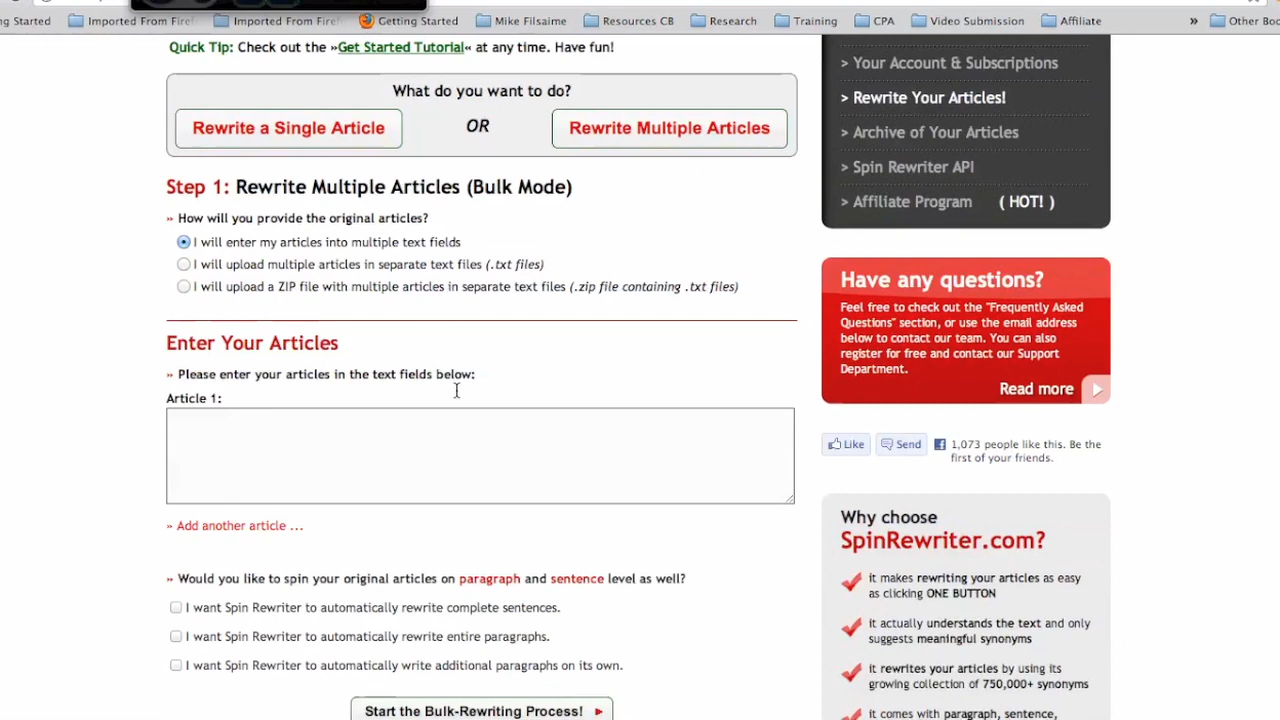 ng Started
Imported From Firef
Imported From Firef
Getting Started
Mike Filsaime
Resources CB
Research
Training
CPA
Video Submission
Affiliate
»
Other Boo
Quick Tip: Check out the »Get Started Tutorial« at any time. Have fun!
What do you want to do?
Rewrite a Single Article
OR
Rewrite Multiple Articles
Step 1: Rewrite Multiple Articles (Bulk Mode)
» How will you provide the original articles?
I will enter my articles into multiple text fields
I will upload multiple articles in separate text files (.txt files)
I will upload a ZIP file with multiple articles in separate text files (.zip file containing .txt files)
Enter Your Articles
» Please enter your articles in the text fields below:
Article 1:
» Add another article ...
» Would you like to spin your original articles on paragraph and sentence level as well?
I want Spin Rewriter to automatically rewrite complete sentences.
I want Spin Rewriter to automatically rewrite entire paragraphs.
I want Spin Rewriter to automatically write additional paragraphs on its own.
Start the Bulk-Rewriting Process!
> Your Account & Subscriptions
> Rewrite Your Articles!
> Archive of Your Articles
> Spin Rewriter API
> Affiliate Program ( HOT! )
Have any questions?
Feel free to check out the "Frequently Asked
Questions" section, or use the email address
below to contact our team. You can also
register for free and contact our Support
Department.
Read more
Like
Send
1,073 people like this. Be the
first of your friends.
Why choose
SpinRewriter.com?
it makes rewriting your articles as easy
as clicking ONE BUTTON
it actually understands the text and only
suggests meaningful synonyms
it rewrites your articles by using its
growing collection of 750,000+ synonyms
it comes with paragraph, sentence,